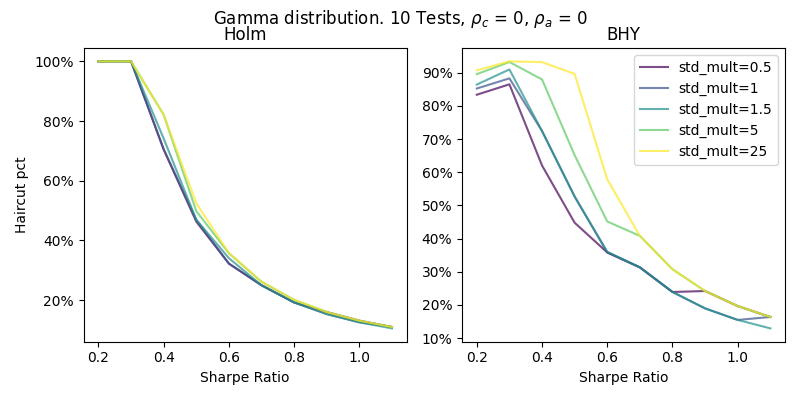 Gamma distribution. 10 Tests, ρc = 0, ρa = 0
Holm
100%
80%
60%
40%
20%
Haircut pct
0.2 0.4 0.6 0.8 1.0
Sharpe Ratio
BHY
90%
80%
70%
60%
50%
40%
30%
20%
10%
std_mult=0.5
std_mult=1
std_mult=1.5
std_mult=5
std_mult=25
0.2 0.4 0.6 0.8 1.0
Sharpe Ratio